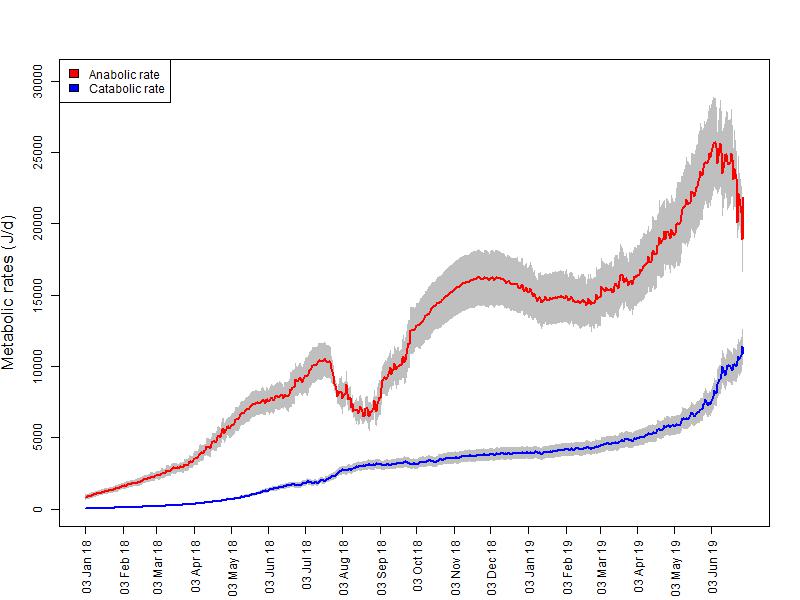 Anabolic rate
Catabolic rate
Metabolic rates (J/d)
30000
25000
20000
15000
10000
5000
0
03 Jan 18
03 Feb 18
03 Mar 18
03 Apr 18
03 May 18
03 Jun 18
03 Jul 18
03 Aug 18
03 Sep 18
03 Oct 18
03 Nov 18
03 Dec 18
03 Jan 19
03 Feb 19
03 Mar 19
03 Apr 19
03 May 19
03 Jun 19